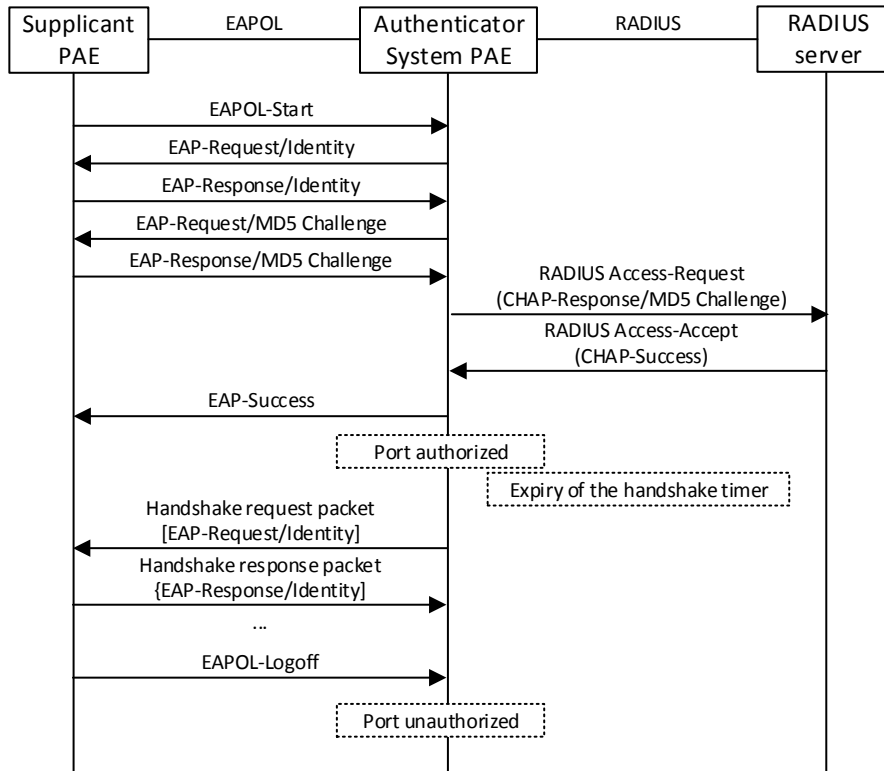 Supplicant
PAE
EAPOL
Authenticator
System PAE
RADIUS
RADIUS
server
EAPOL-Start
EAP-Request/Identity
EAP-Response/Identity
EAP-Request/MD5 Challenge
EAP-Response/MD5 Challenge
RADIUS Access-Request
(CHAP-Response/MD5 Challenge)
RADIUS Access-Accept
(CHAP-Success)
EAP-Success
Port authorized
Expiry of the handshake timer
Handshake request packet
[EAP-Request/Identity]
Handshake response packet
{EAP-Response/Identity]
...
EAPOL-Logoff
Port unauthorized